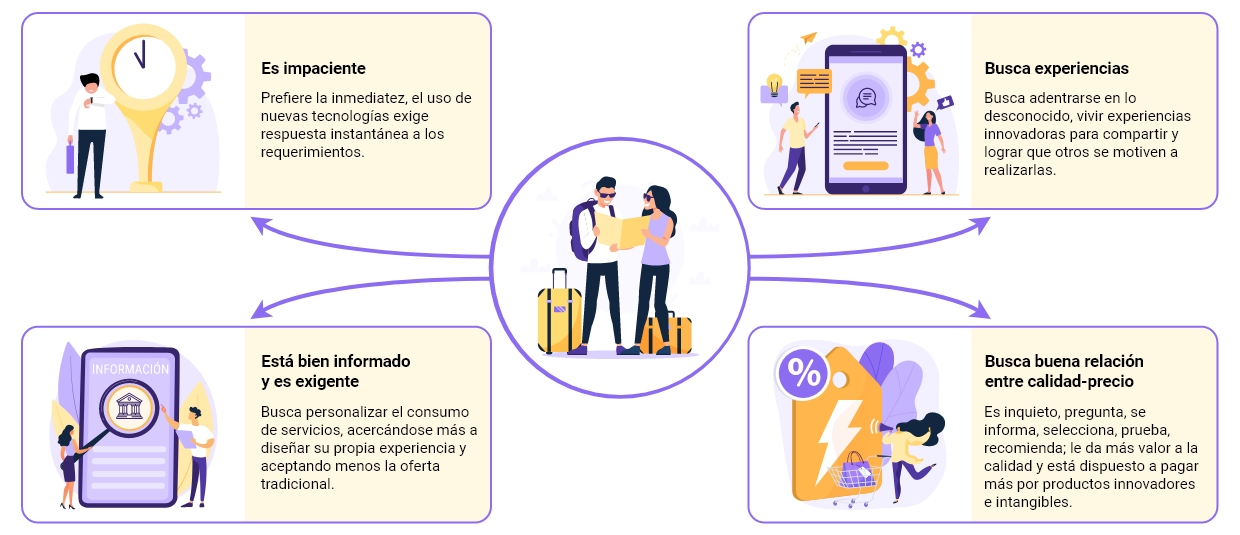 Es impaciente
Prefiere la inmediatez, el uso de
nuevas tecnologías exige
respuesta instantánea a los
requerimientos.
Busca experiencias
Busca adentrarse en lo
desconocido, vivir experiencias
innovadoras para compartir y
lograr que otros se motiven a
realizarlas.
INFORMACIÓN
Está bien informado
y es exigente
Busca personalizar el consumo
de servicios, acercándose más a
diseñar su propia experiencia y
aceptando menos la oferta
tradicional.
%
Busca buena relación
entre calidad-precio
Es inquieto, pregunta, se
informa, selecciona, prueba,
recomienda; le da más valor a la
calidad y está dispuesto a pagar
más por productos innovadores
e intangibles.